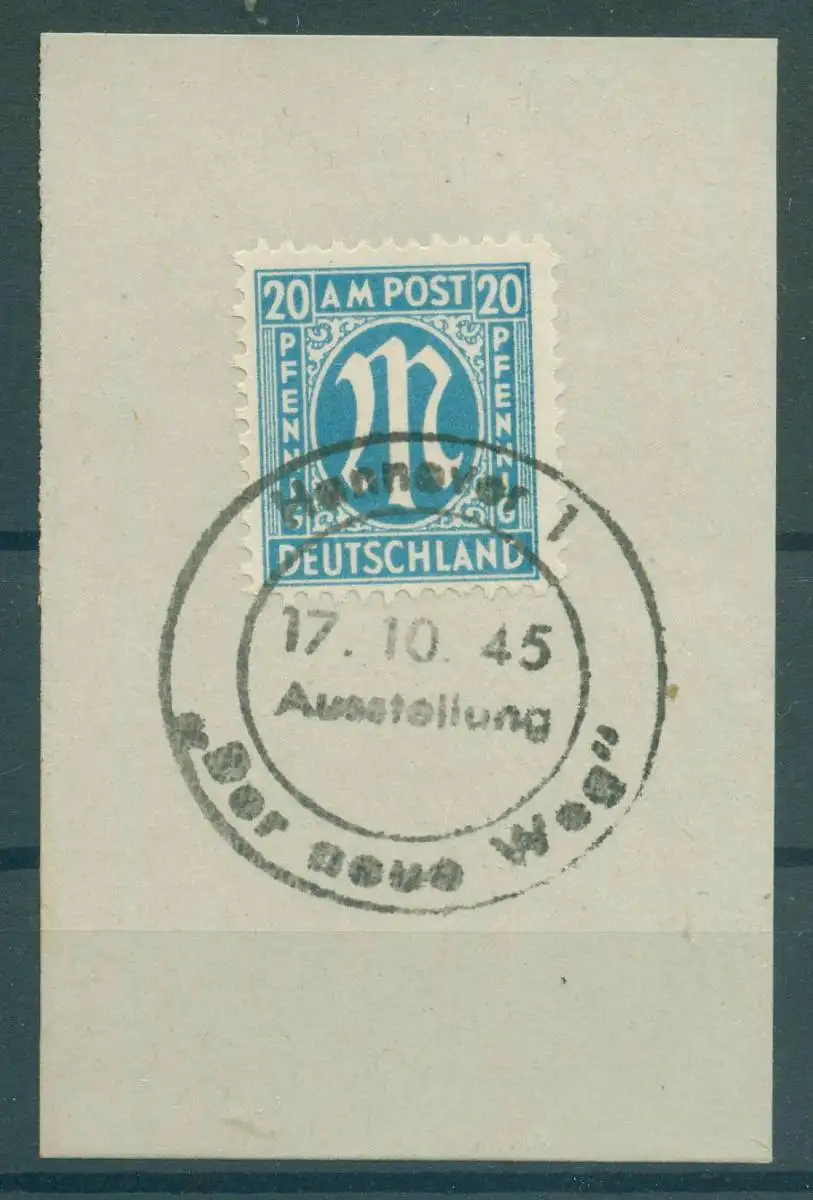 20 AM POST 20
PFENNIG
M
PFENNIG
DEUTSCHLAND
Hannover 1
17. 10. 45
Ausstellung
„Der neue Weg“